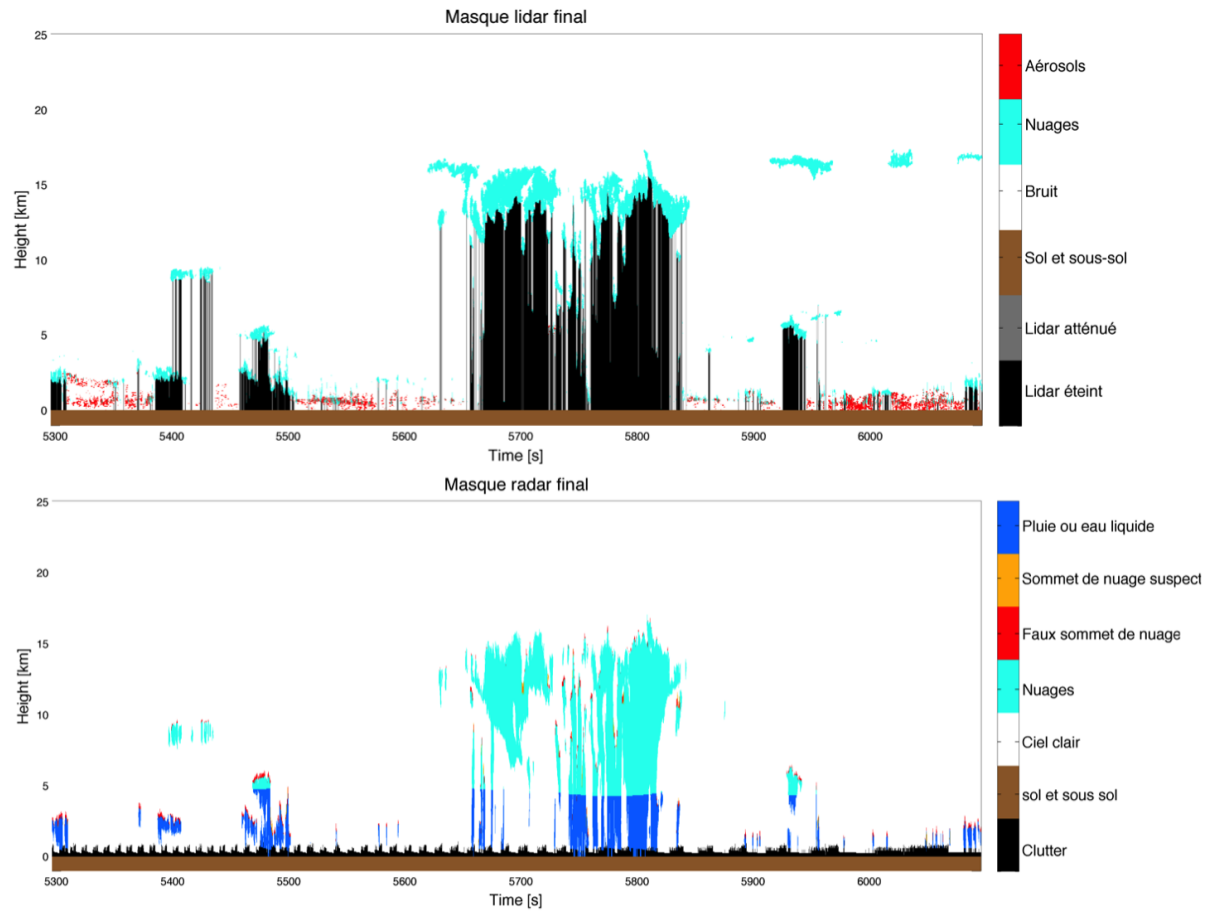 Masque lidar final
25
20
15
10
5
0
Height [km]
5300 5400 5500 5600 5700 5800 5900 6000
Time [s]
Aérosols
Nuages
Bruit
Sol et sous-sol
Lidar atténué
Lidar éteint
Masque radar final
25
20
15
10
5
0
Height [km]
5300 5400 5500 5600 5700 5800 5900 6000
Time [s]
Pluie ou eau liquide
Sommet de nuage suspect
Faux sommet de nuage
Nuages
Ciel clair
sol et sous sol
Clutter